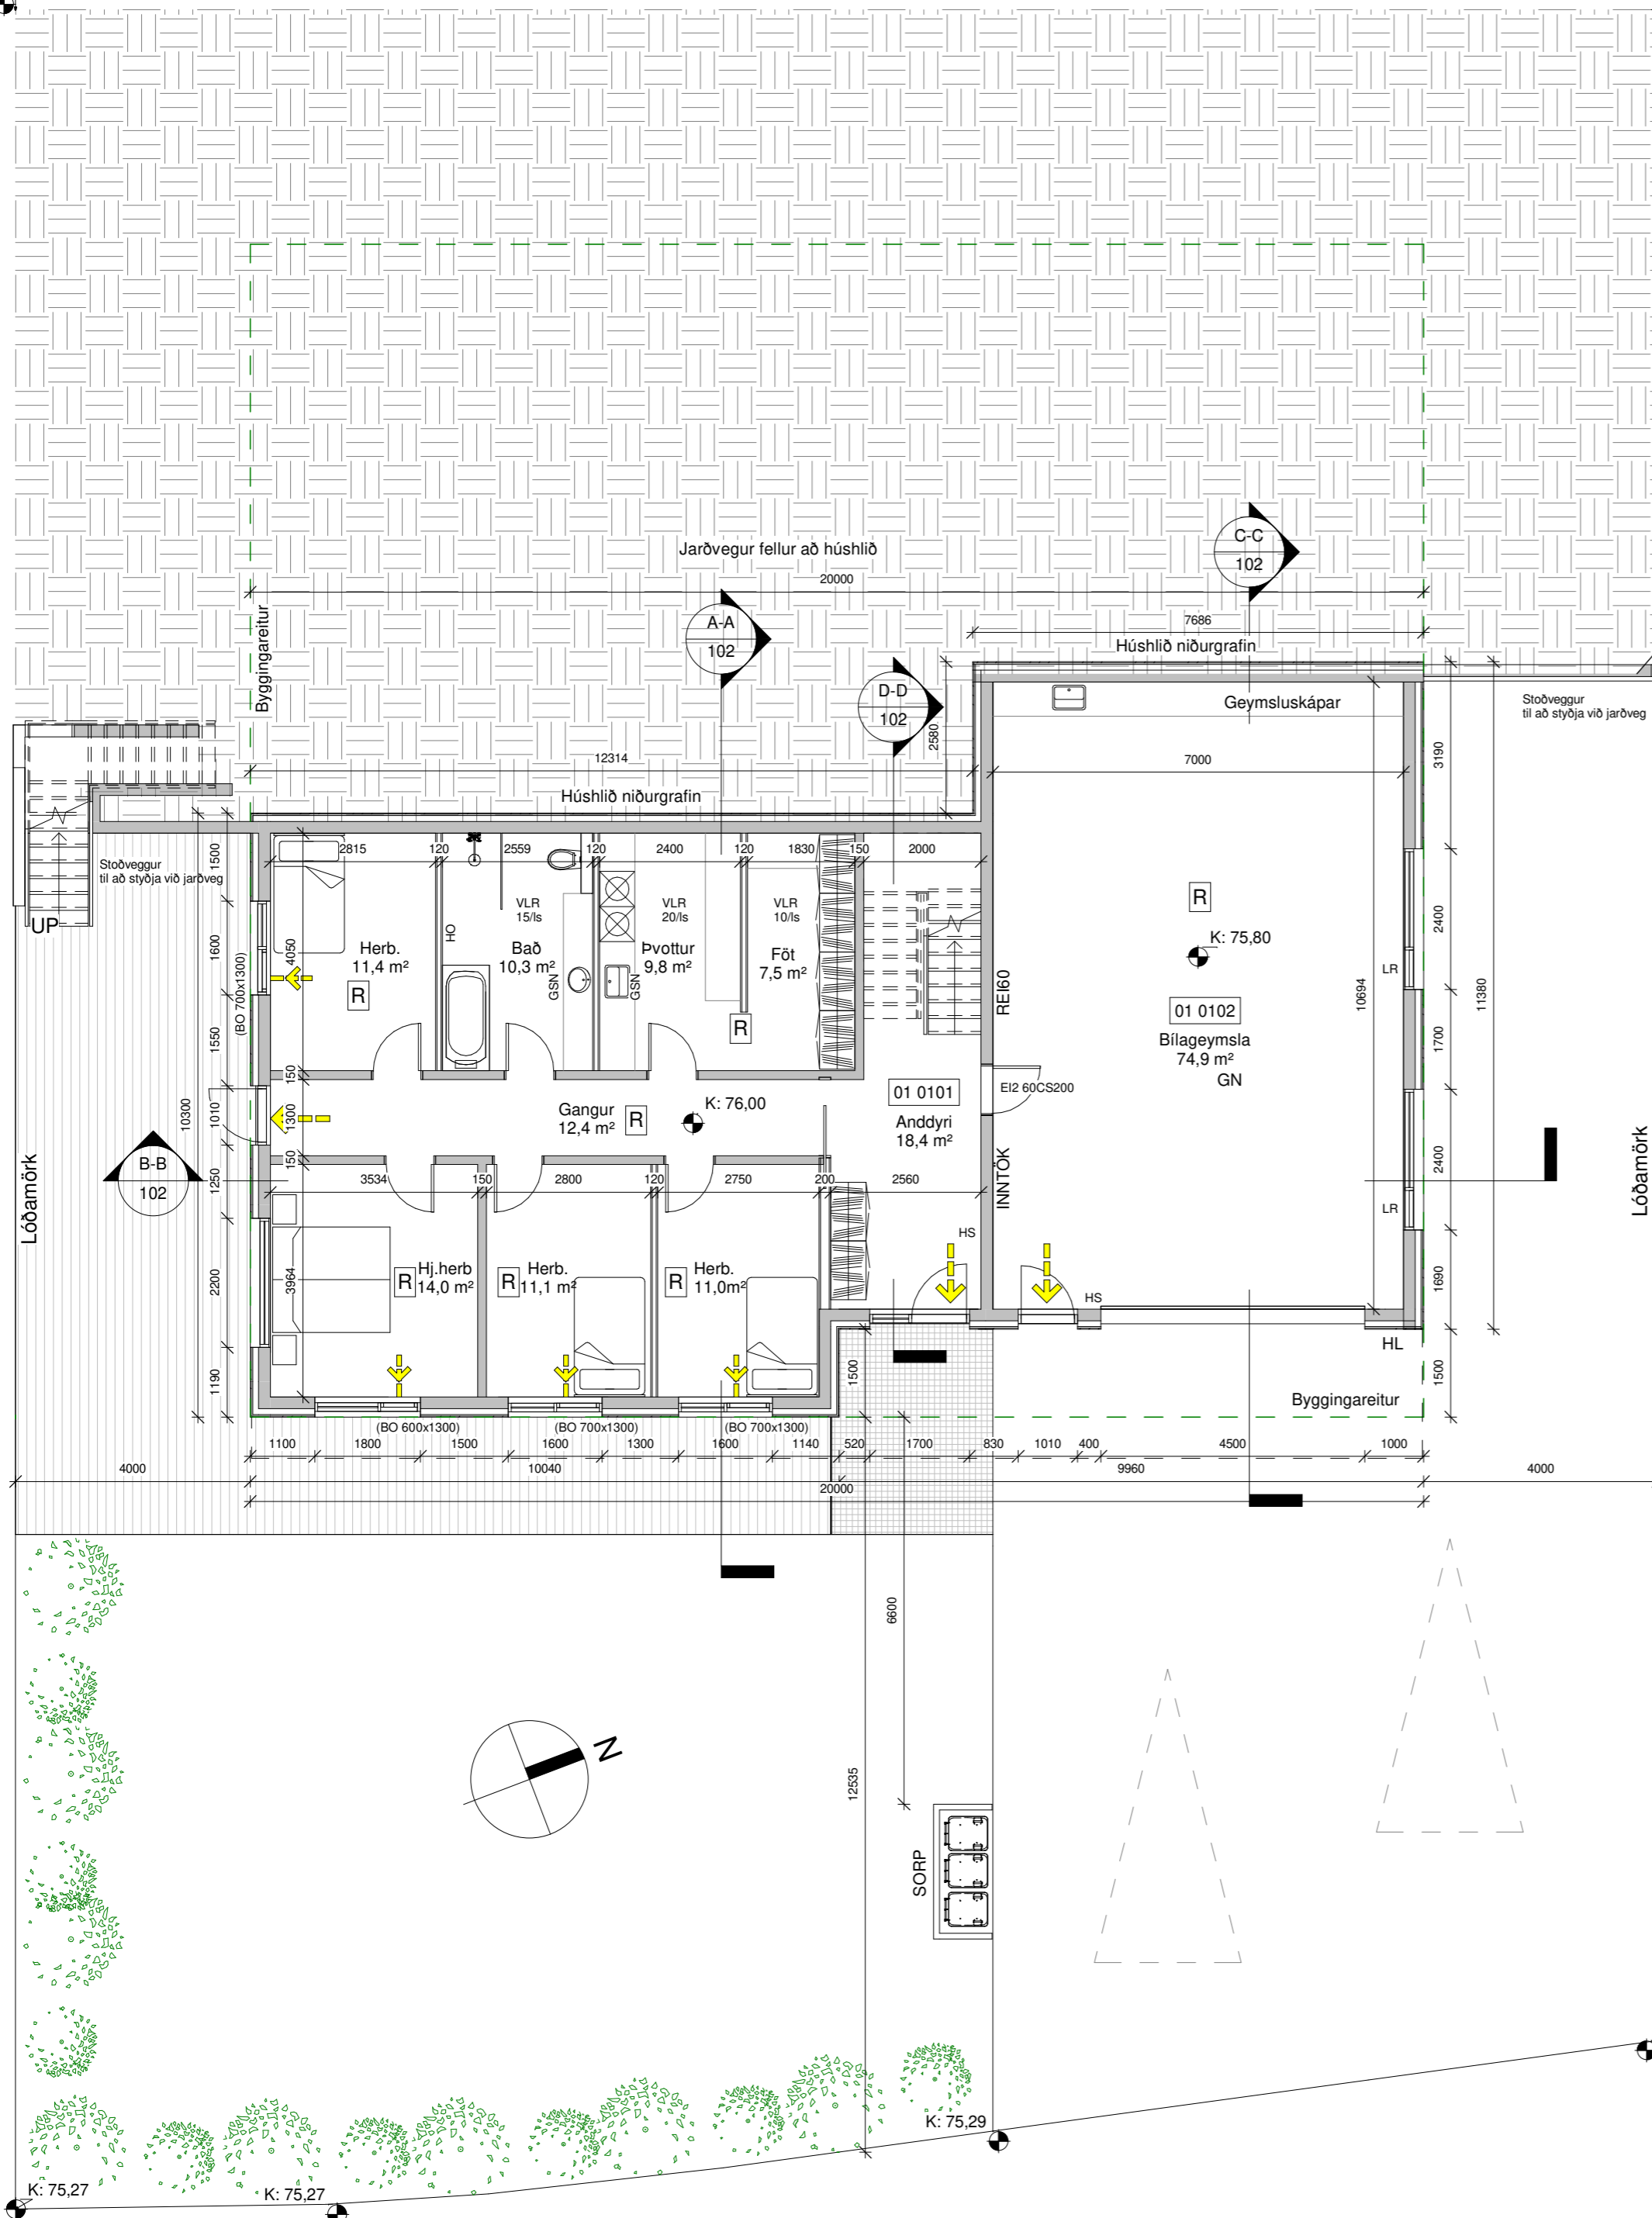 Jarðvegur fellur að húshlið
20000
C-C
102
Byggingareitur
A-A
102
7686
Húshlið niðurgrafin
D-D
102
2580
Geymsluskápar
Stoðveggur
til að styðja við jarðveg
12314
7000
3190
Húshlið niðurgrafin
Stoðveggur
til að styðja við jarðveg
UP
1500
1600
(BO 700x1300)
1550
1010
1250
2200
1190
10300
2815
120
2559
120
2400
120
1830
150
2000
4050
150
1300
150
3964
Herb.
11,4 m²
R
HO
VLR
15/ls
Bað
10,3 m²
GSN
VLR
20/ls
Þvottur
9,8 m²
GSN
R
VLR
10/ls
Föt
7,5 m²
R
K: 75,80
REI60
LR
2400
1700
2400
1690
1500
10694
11380
01 0102
Bílageymsla
74,9 m²
GN
EI2 60CS200
01 0101
Anddyri
18,4 m²
Gangur
12,4 m²
R
K: 76,00
INNTÖK
LR
B-B
102
Lóðamörk
Lóðamörk
3534
150
2800
120
2750
200
2560
HS
HS
R
Hj.herb
14,0 m²
R
Herb.
11,1 m²
R
Herb.
11,0m²
HL
1500
Byggingareitur
(BO 600x1300)
(BO 700x1300)
(BO 700x1300)
1100
1800
1500
1600
1300
1600
1140
520
1700
830
1010
400
4500
1000
4000
10040
9960
4000
20000
6600
12535
N
SORP
K: 75,29
K: 75,27
K: 75,27